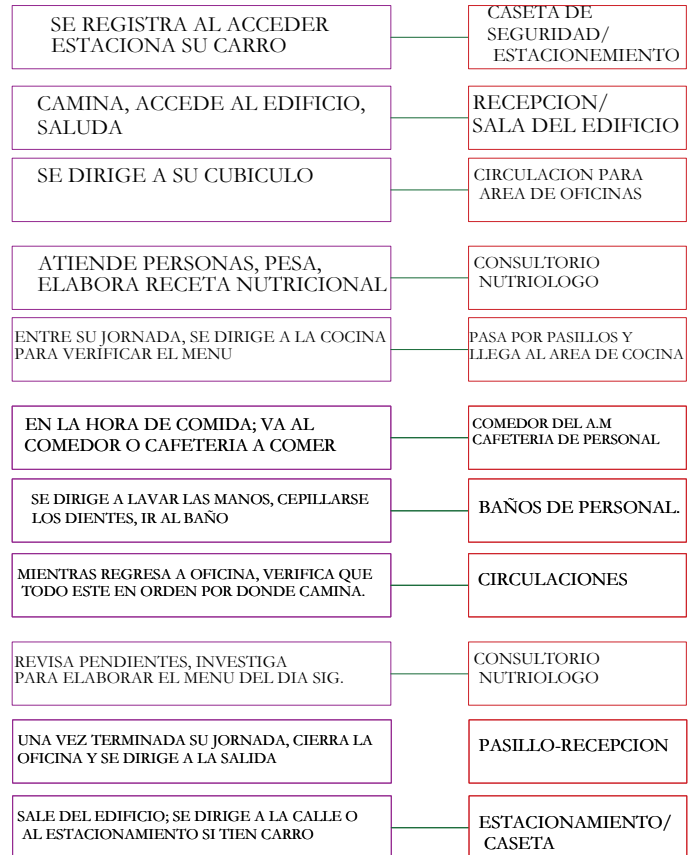 SE REGISTRA AL ACCEDER
ESTACIONA SU CARRO
CASETA DE
SEGURIDAD/
ESTACIONEMIENTO
CAMINA, ACCEDE AL EDIFICIO,
SALUDA
RECEPCION/
SALA DEL EDIFICIO
SE DIRIGE A SU CUBICULO
CIRCULACION PARA
AREA DE OFICINAS
ATIENDE PERSONAS, PESA,
ELABORA RECETA NUTRICIONAL
CONSULTORIO
NUTRIOLOGO
ENTRE SU JORNADA, SE DIRIGE A LA COCINA
PARA VERIFICAR EL MENU
PASA POR PASILLOS Y
LLEGA AL AREA DE COCINA
EN LA HORA DE COMIDA; VA AL
COMEDOR O CAFETERIA A COMER
COMEDOR DEL A.M
CAFETERIA DE PERSONAL
SE DIRIGE A LAVAR LAS MANOS, CEPILLARSE
LOS DIENTES, IR AL BAÑO
BAÑOS DE PERSONAL.
MIENTRAS REGRESA A OFICINA, VERIFICA QUE
TODO ESTE EN ORDEN POR DONDE CAMINA.
CIRCULACIONES
REVISA PENDIENTES, INVESTIGA
PARA ELABORAR EL MENU DEL DIA SIG.
CONSULTORIO
NUTRIOLOGO
UNA VEZ TERMINADA SU JORNADA, CIERRA LA
OFICINA Y SE DIRIGE A LA SALIDA
PASILLO-RECEPCION
SALE DEL EDIFICIO; SE DIRIGE A LA CALLE O
AL ESTACIONAMIENTO SI TIEN CARRO
ESTACIONAMIENTO/
CASETA